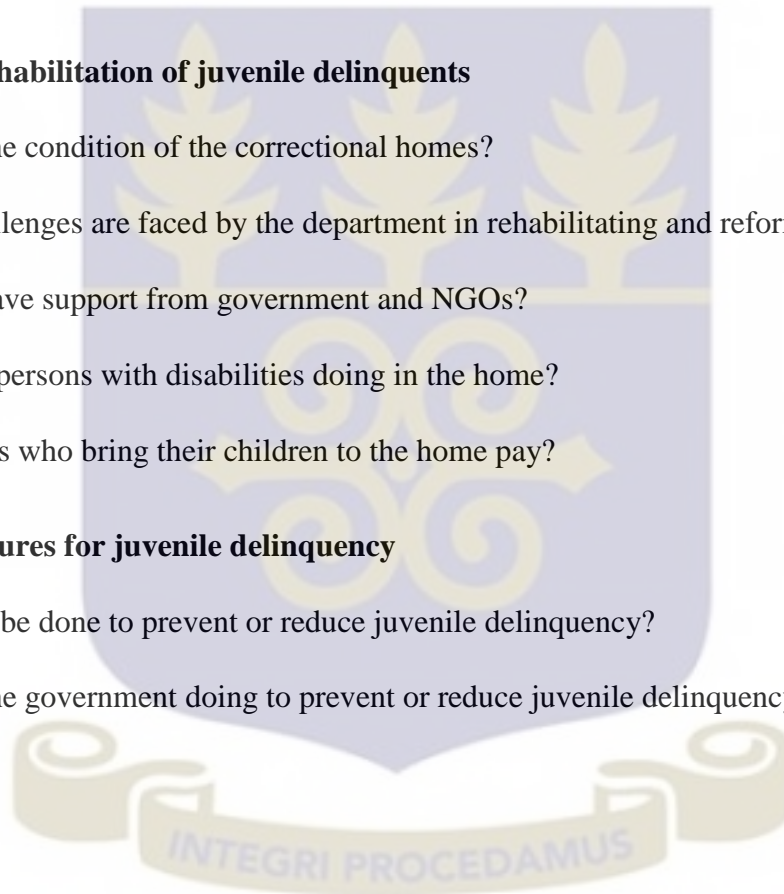 habilitation of juvenile delinquents
he condition of the correctional homes?
llenges are faced by the department in rehabilitating and refor
ave support from government and NGOs?
persons with disabilities doing in the home?
s who bring their children to the home pay?
ures for juvenile delinquency
be done to prevent or reduce juvenile delinquency?
he government doing to prevent or reduce juvenile delinquency
INTEGRI PROCEDAMUS